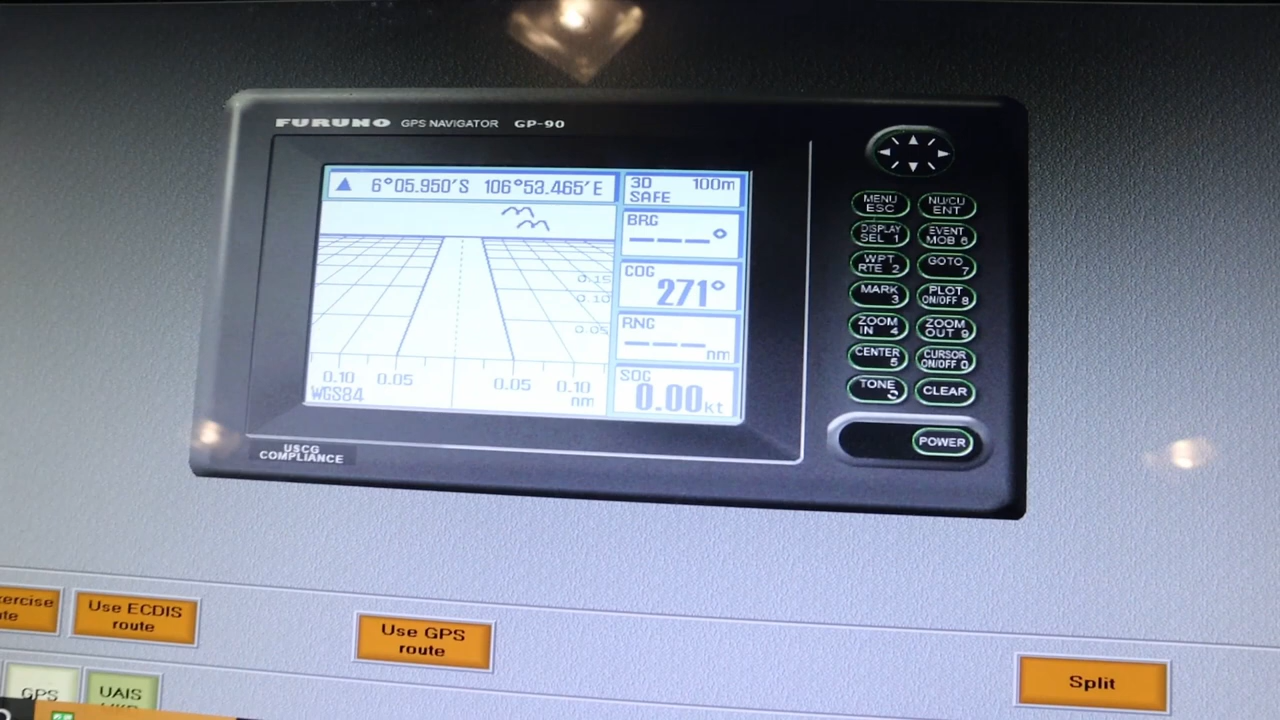 FURUNO GPS NAVIGATOR GP-90
6°05.950'S 106°53.465'E
3D 100m
SAFE
BRG
---°
COG
271°
RNG
--- nm
SOG
0.00kt
0.15
0.10
0.05
0.10 0.05 0.05 0.10
WGS84 nm
USCG
COMPLIANCE
MENU
ESC
NU/CU
ENT
DISPLAY
SEL 1
EVENT
MOB 6
WPT
RTE 2
GOTO
7
MARK
3
PLOT
ON/OFF 8
ZOOM
IN 4
ZOOM
OUT 9
CENTER
5
CURSOR
ON/OFF 0
TONE
CLEAR
POWER
Use ECDIS
route
Use GPS
route
Split
GPS
UAIS